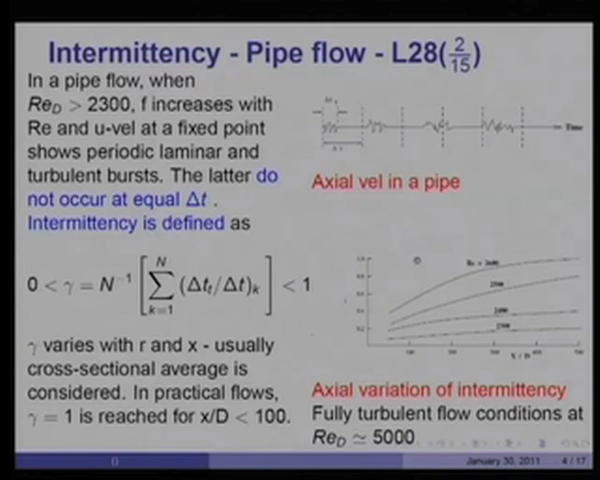 Intermittency - Pipe flow - L28(2/15)
In a pipe flow, when
Re_D > 2300, f increases with
Re and u-vel at a fixed point
shows periodic laminar and
turbulent bursts. The latter do
not occur at equal Δt .
Intermittency is defined as
0 < γ = N⁻¹ [∑_{k=1}^{N} (Δt_t/Δt)_k] < 1
γ varies with r and x - usually
cross-sectional average is
considered. In practical flows,
γ = 1 is reached for x/D < 100.
Time
Axial vel in a pipe
X / D
Axial variation of intermittency
Fully turbulent flow conditions at
Re_D ≃ 5000
January 30, 2011
4 / 17